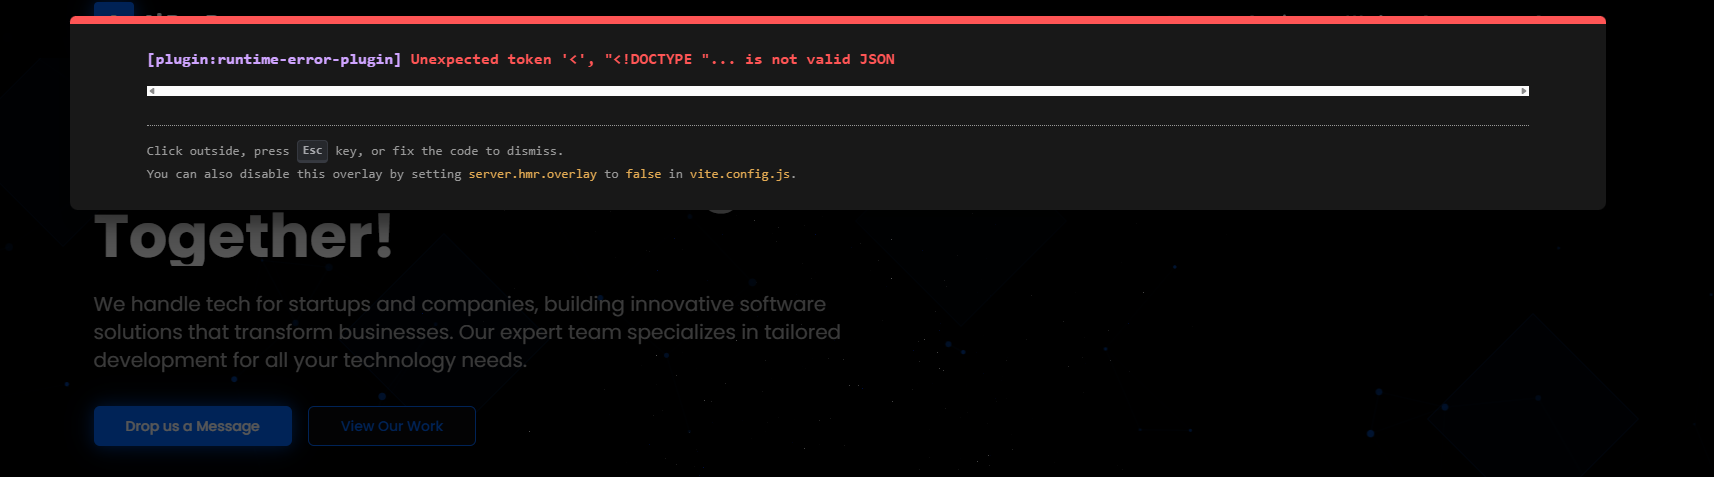 [plugin:runtime-error-plugin] Unexpected token '<', "<!DOCTYPE "... is not valid JSON
Click outside, press Esc key, or fix the code to dismiss.
You can also disable this overlay by setting server.hmr.overlay to false in vite.config.js.
Together!
We handle tech for startups and companies, building innovative software
solutions that transform businesses. Our expert team specializes in tailored
development for all your technology needs.
Drop us a Message
View Our Work